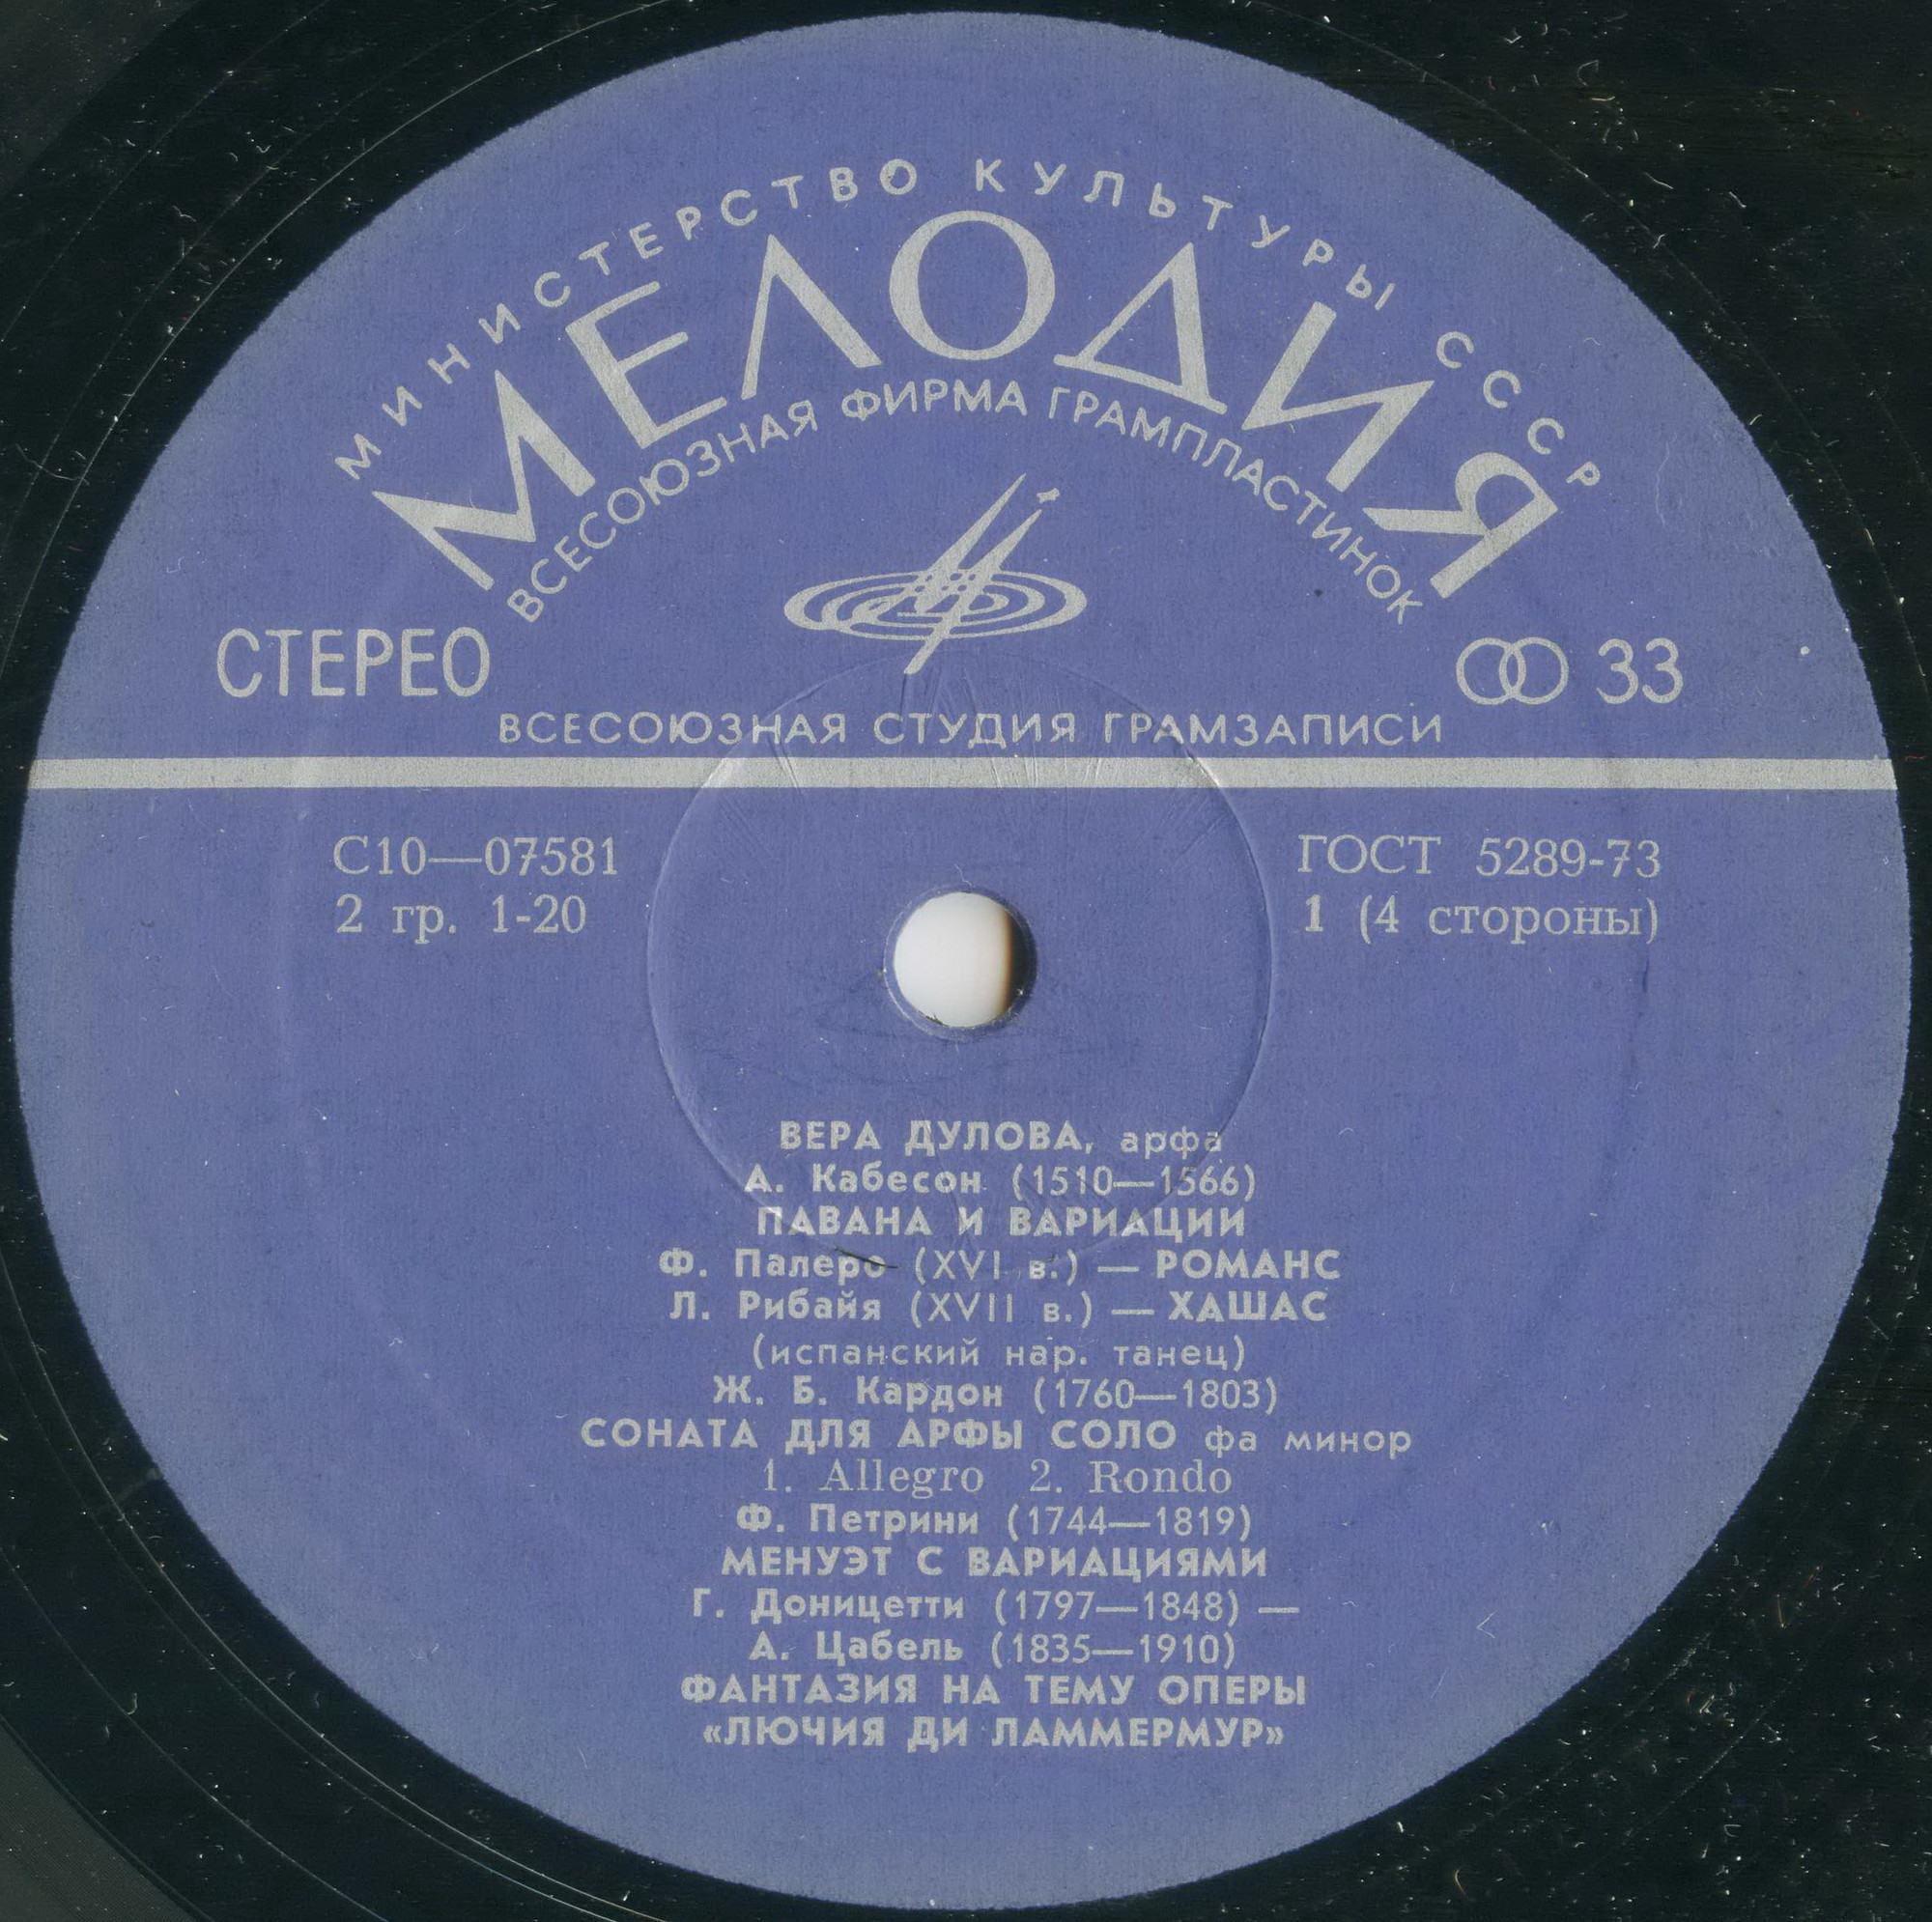 МИНИСТЕРСТВО КУЛЬТУРЫ СССР
МЕЛОДИЯ
ВСЕСОЮЗНАЯ ФИРМА ГРАМПЛАСТИНОК
СТЕРЕО
33
ВСЕСОЮЗНАЯ СТУДИЯ ГРАМЗАПИСИ
С10—07581
ГОСТ 5289-73
2 гр. 1-20
1 (4 стороны)
ВЕРА ДУЛОВА, арфа
А. Кабесон (1510—1566)
ПАВАНА И ВАРИАЦИИ
Ф. Палеро (XVI в.) — РОМАНС
Л. Рибайя (XVII в.) — ХАШАС
(испанский нар. танец)
Ж. Б. Кардон (1760—1803)
СОНАТА ДЛЯ АРФЫ СОЛО фа минор
1. Allegro 2. Rondo
Ф. Петрини (1744—1819)
МЕНУЭТ С ВАРИАЦИЯМИ
Г. Доницетти (1797—1848) —
А. Цабель (1835—1910)
ФАНТАЗИЯ НА ТЕМУ ОПЕРЫ
«ЛЮЧИЯ ДИ ЛАММЕРМУР»